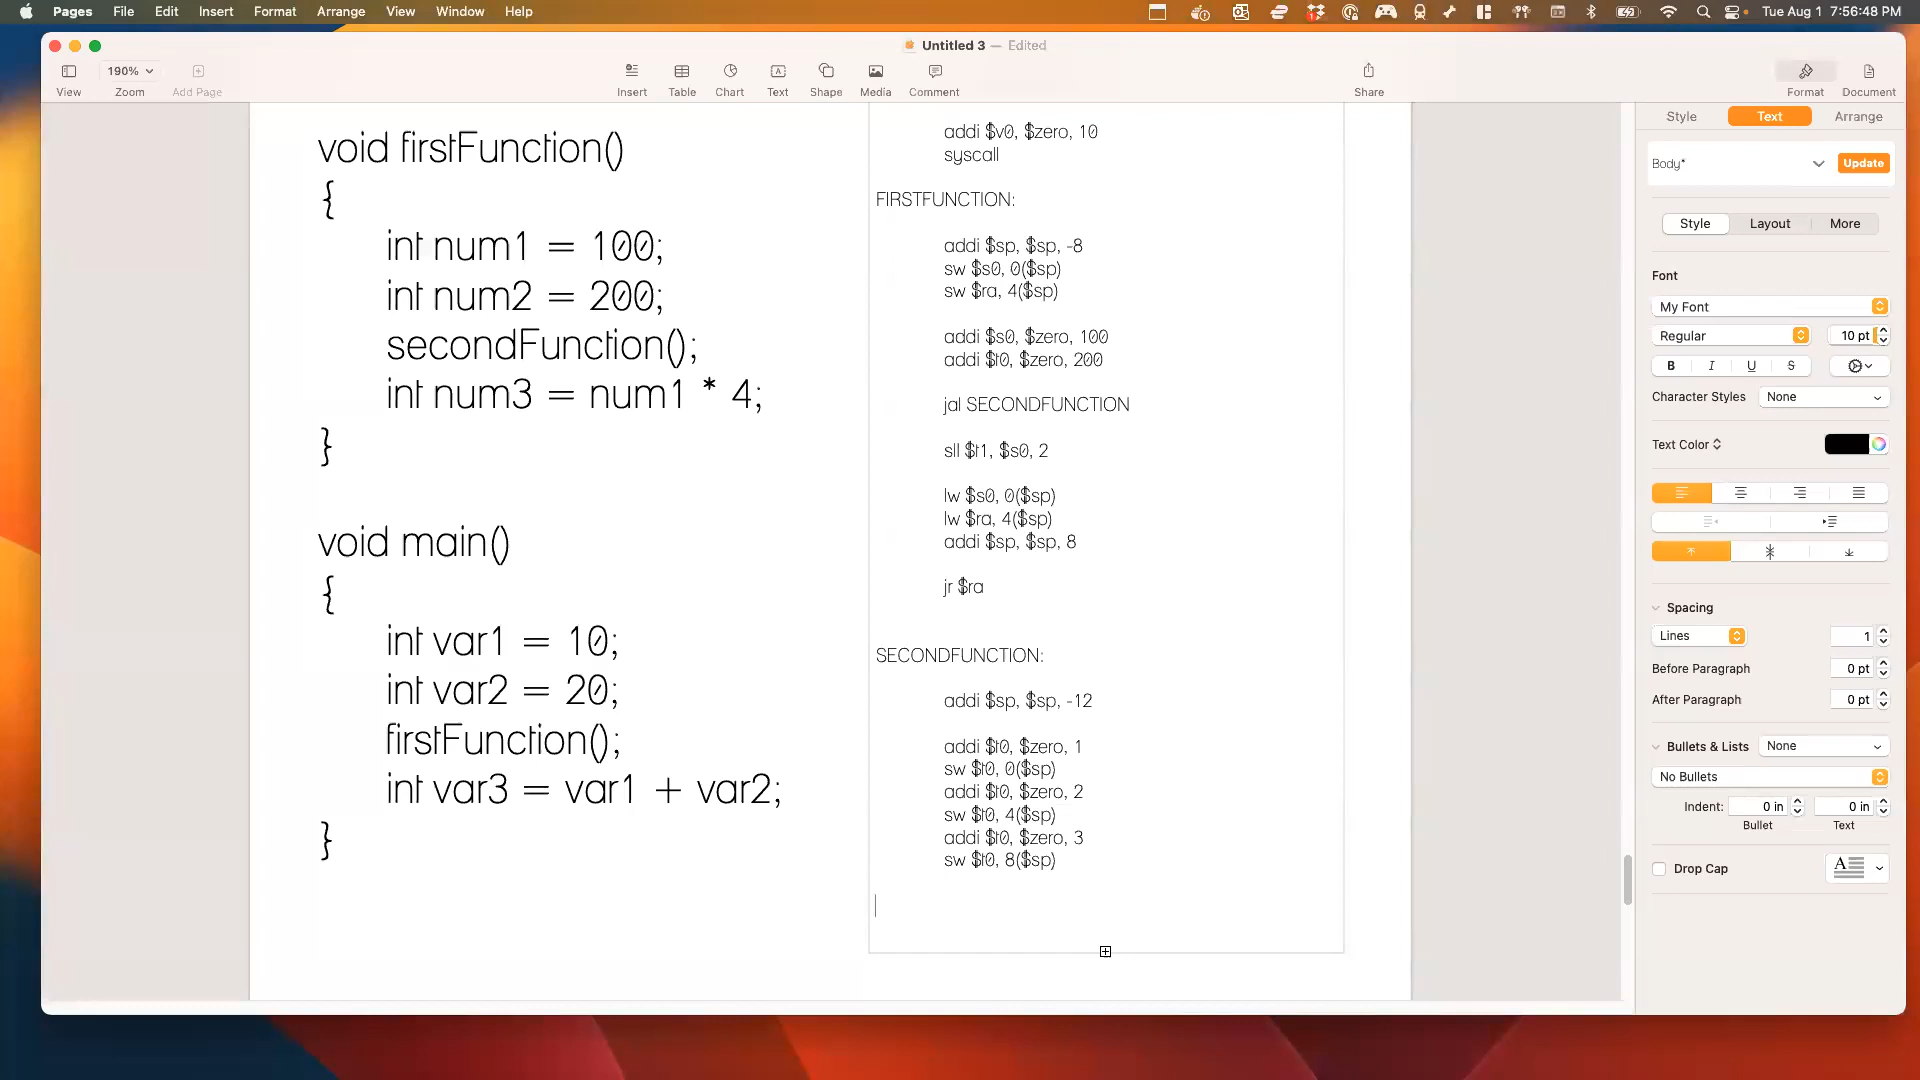 Pages File Edit Insert Format Arrange View Window Help
Tue Aug 1 7:56:48 PM
Untitled 3 — Edited
190%
View Zoom Add Page Insert Table Chart Text Shape Media Comment Share Format Document
void firstFunction()
{
int num1 = 100;
int num2 = 200;
secondFunction();
int num3 = num1 * 4;
}
void main()
{
int var1 = 10;
int var2 = 20;
firstFunction();
int var3 = var1 + var2;
}
addi $v0, $zero, 10
syscall
FIRSTFUNCTION:
addi $sp, $sp, -8
sw $s0, 0($sp)
sw $ra, 4($sp)
addi $s0, $zero, 100
addi $t0, $zero, 200
jal SECONDFUNCTION
sll $t1, $s0, 2
lw $s0, 0($sp)
lw $ra, 4($sp)
addi $sp, $sp, 8
jr $ra
SECONDFUNCTION:
addi $sp, $sp, -12
addi $t0, $zero, 1
sw $t0, 0($sp)
addi $t0, $zero, 2
sw $t0, 4($sp)
addi $t0, $zero, 3
sw $t0, 8($sp)
Style Text Arrange
Body*
Update
Style Layout More
Font
My Font
Regular 10 pt
B I U S
Character Styles None
Text Color
Spacing
Lines 1
Before Paragraph 0 pt
After Paragraph 0 pt
Bullets & Lists None
No Bullets
Indent: 0 in 0 in
Bullet Text
Drop Cap
A